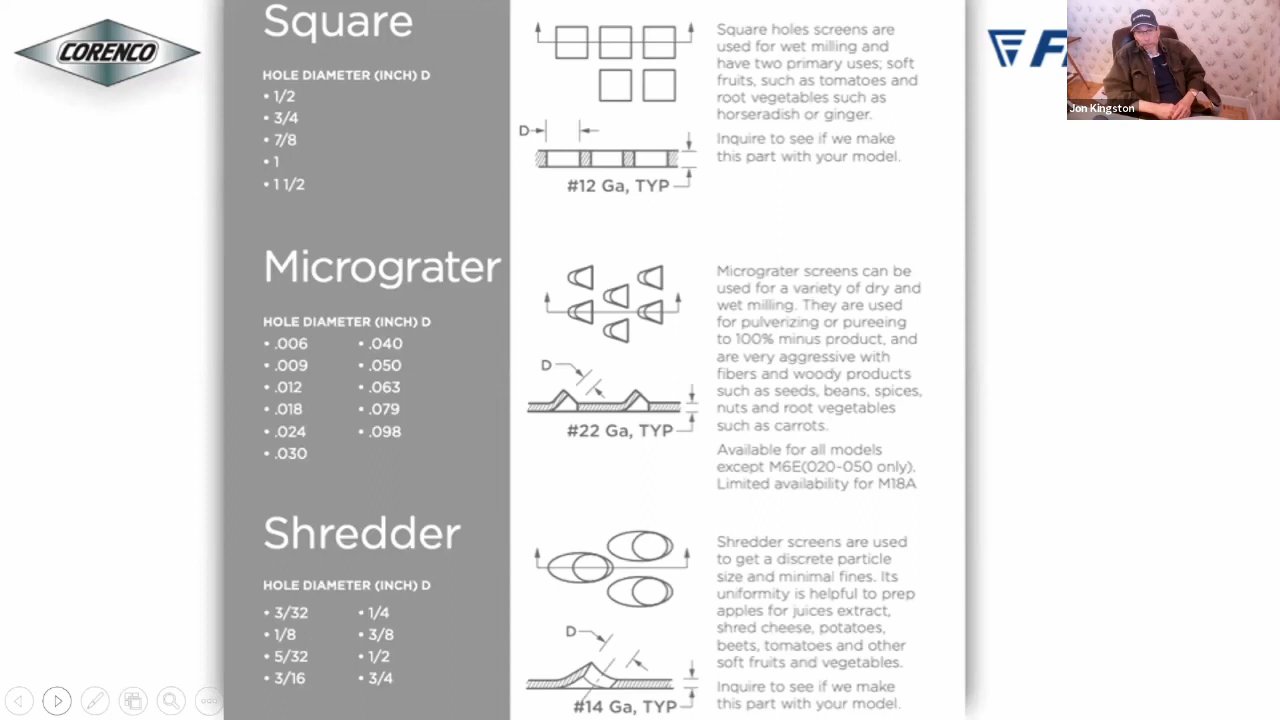 CORENCO
Square
HOLE DIAMETER (INCH) D
• 1/2
• 3/4
• 7/8
• 1
• 1 1/2
D
#12 Ga, TYP
Square holes screens are
used for wet milling and
have two primary uses; soft
fruits, such as tomatoes and
root vegetables such as
horseradish or ginger.
Inquire to see if we make
this part with your model.
Jon Kingston
Micrograter
HOLE DIAMETER (INCH) D
• .006
• .009
• .012
• .018
• .024
• .030
• .040
• .050
• .063
• .079
• .098
D
#22 Ga, TYP
Micrograter screens can be
used for a variety of dry and
wet milling. They are used
for pulverizing or pureeing
to 100% minus product, and
are very aggressive with
fibers and woody products
such as seeds, beans, spices,
nuts and root vegetables
such as carrots.
Available for all models
except M6E(020-050 only).
Limited availability for M18A
Shredder
HOLE DIAMETER (INCH) D
• 3/32
• 1/8
• 5/32
• 3/16
• 1/4
• 3/8
• 1/2
• 3/4
D
#14 Ga, TYP
Shredder screens are used
to get a discrete particle
size and minimal fines. Its
uniformity is helpful to prep
apples for juices extract,
shred cheese, potatoes,
beets, tomatoes and other
soft fruits and vegetables.
Inquire to see if we make
this part with your model.